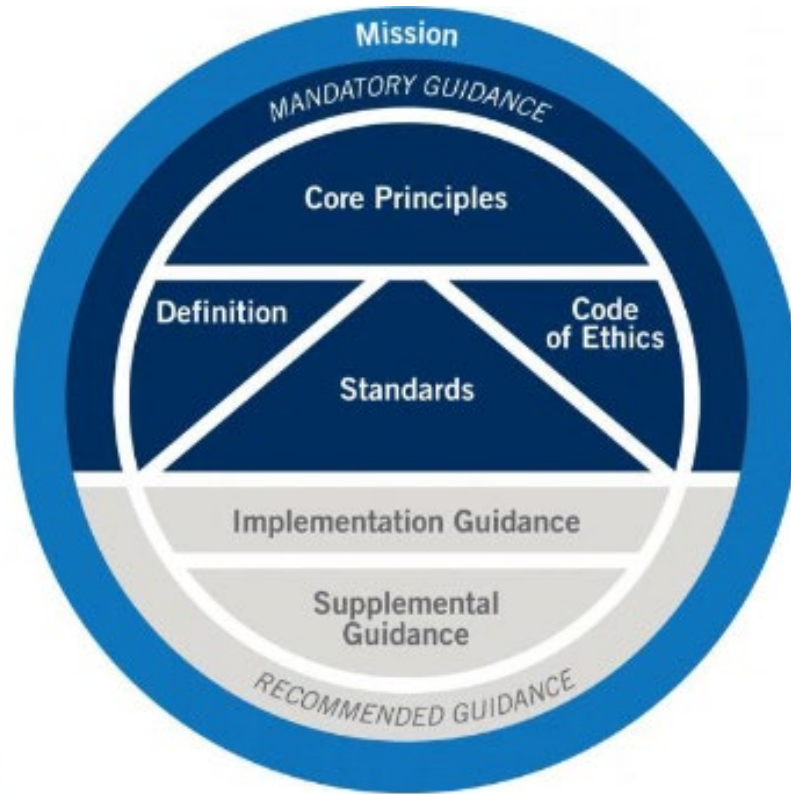 Mission
MANDATORY GUIDANCE
Core Principles
Definition
Code
of Ethics
Standards
Implementation Guidance
Supplemental
Guidance
RECOMMENDED GUIDANCE